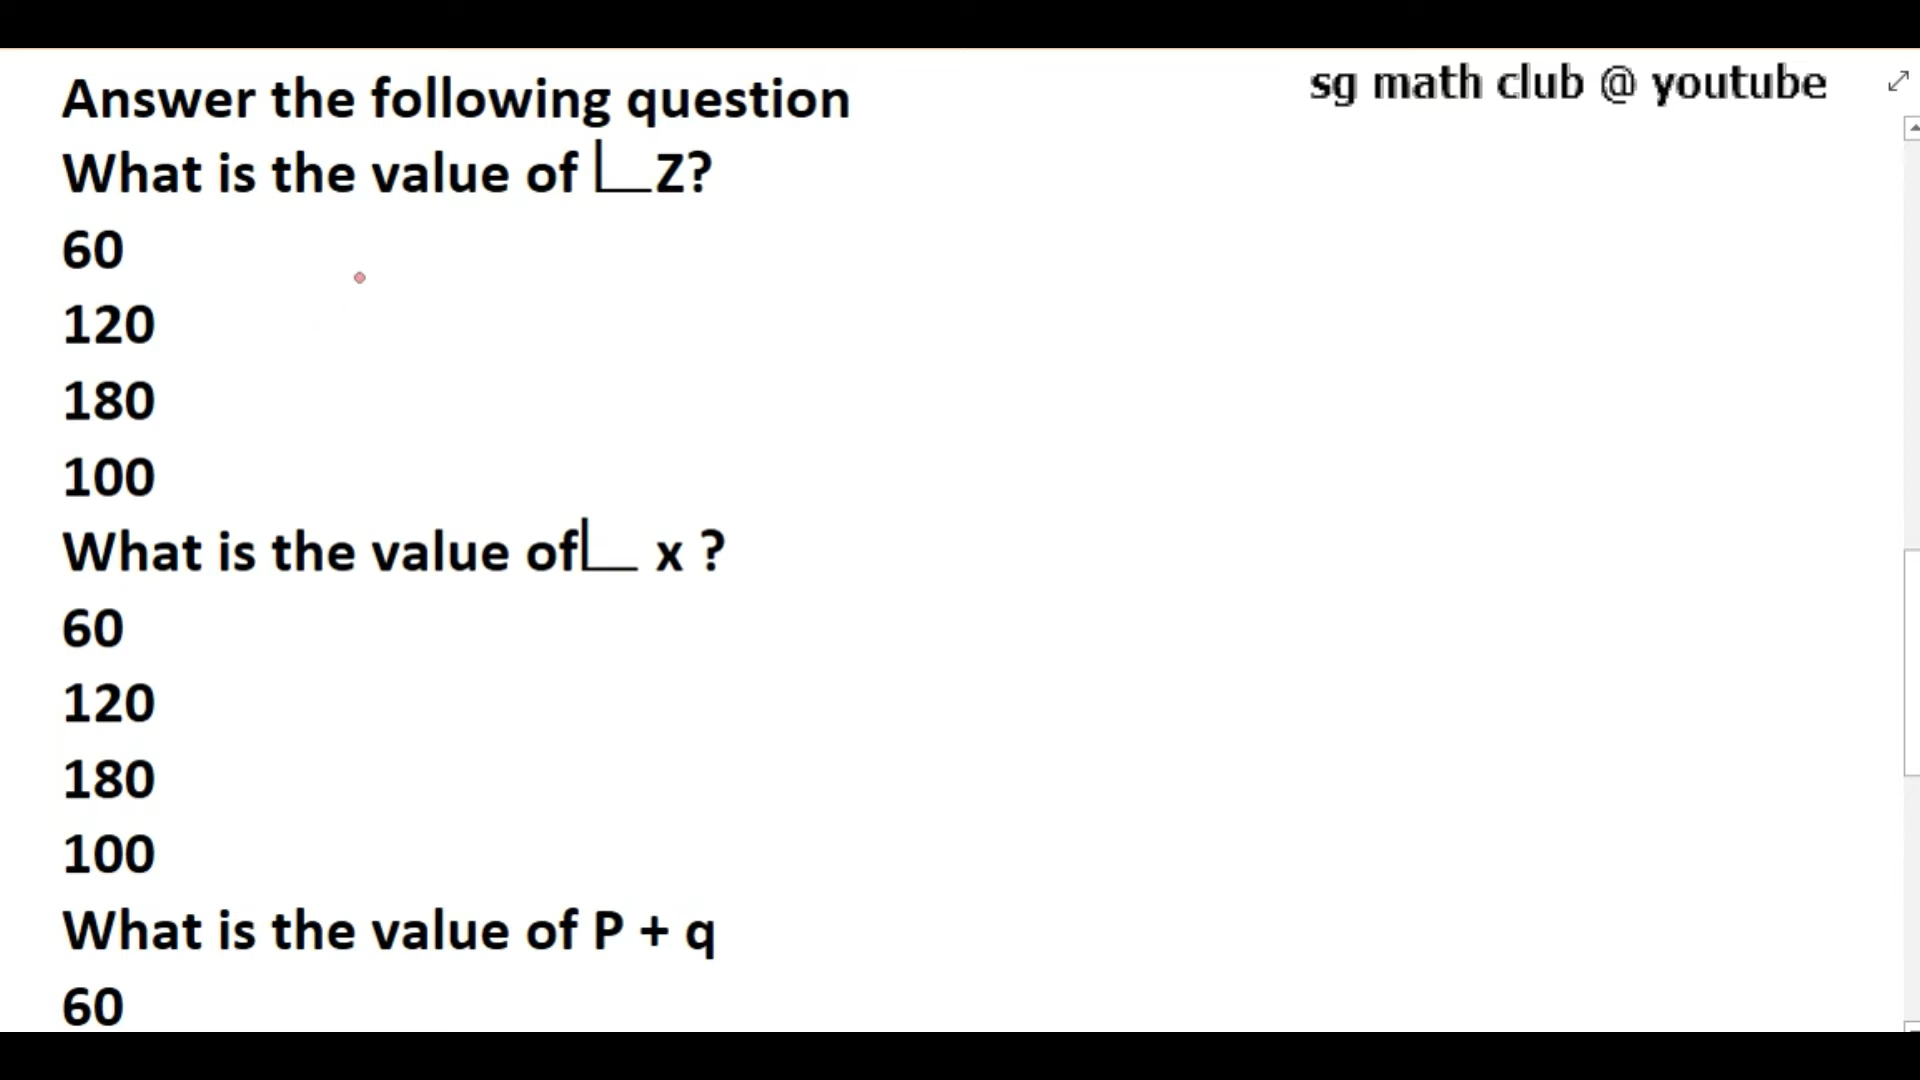 Answer the following question
sg math club @ youtube
What is the value of Z?
60
120
180
100
What is the value of x ?
60
120
180
100
What is the value of P + q
60